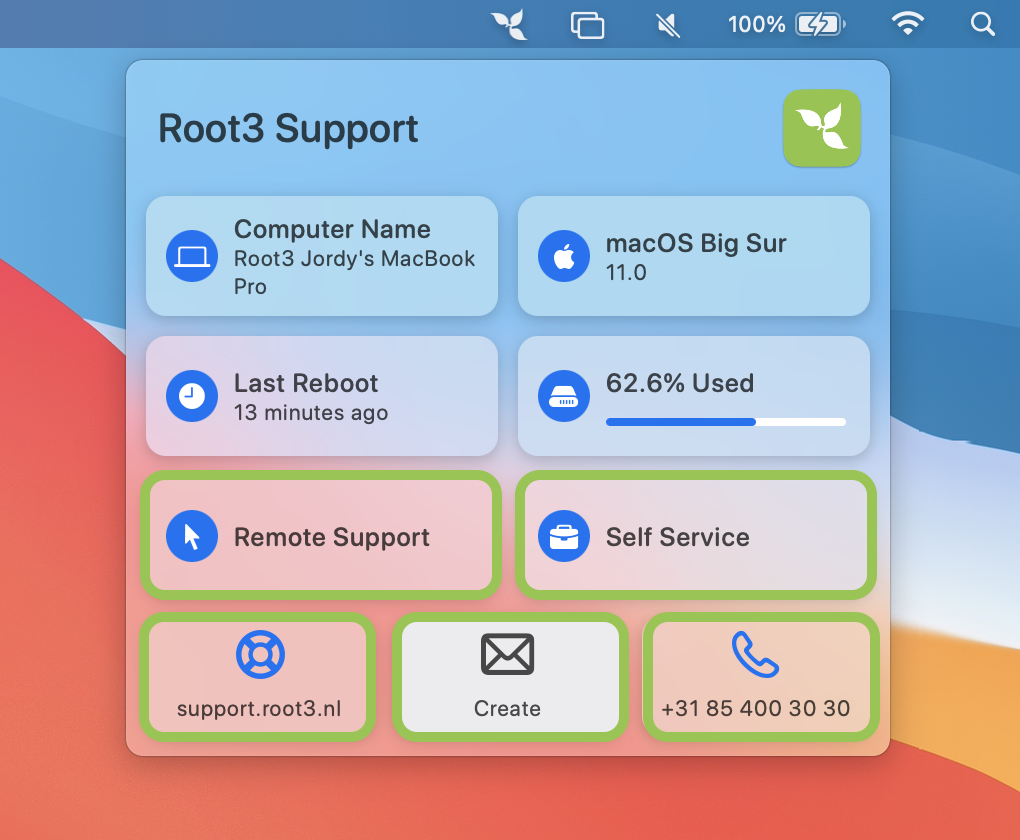 100%
Root3 Support
Computer Name
Root3 Jordy's MacBook
Pro
macOS Big Sur
11.0
Last Reboot
13 minutes ago
62.6% Used
Remote Support
Self Service
support.root3.nl
Create
+31 85 400 30 30